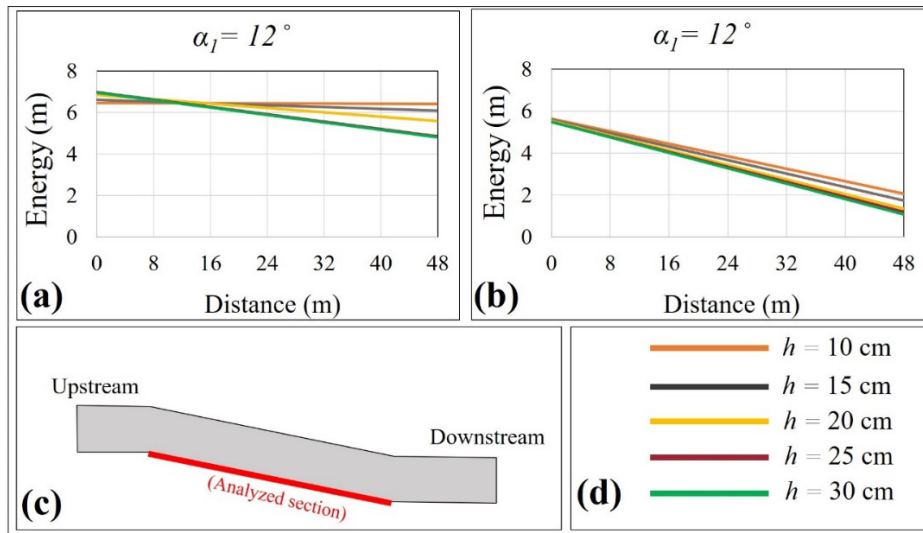 α₁ = 12°
Energy (m)
8
6
4
2
0
0 8 16 24 32 40 48
Distance (m)
(a)
α₁ = 12°
Energy (m)
8
6
4
2
0
0 8 16 24 32 40 48
Distance (m)
(b)
Upstream
Downstream
(Analyzed section)
(c)
h = 10 cm
h = 15 cm
h = 20 cm
h = 25 cm
h = 30 cm
(d)